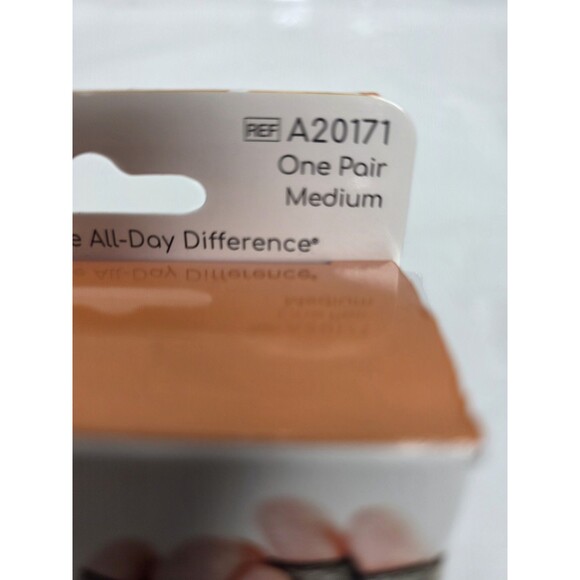 REF A20171
One Pair
Medium
All-Day Difference®